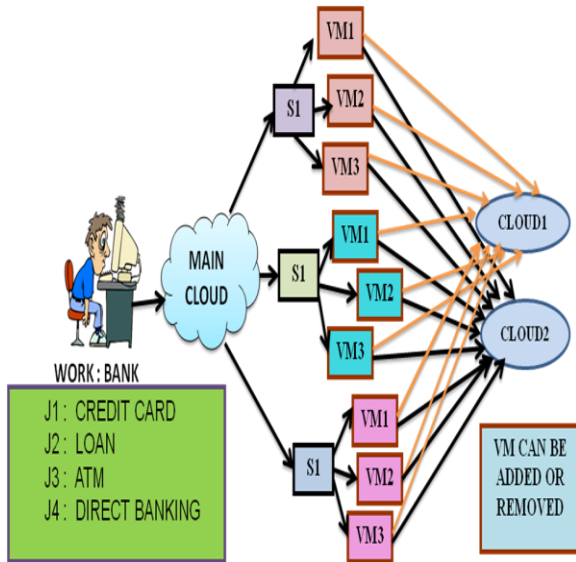 VM1
VM2
S1
VM3
CLOUD1
MAIN
CLOUD
VM1
S1
VM2
VM3
CLOUD2
WORK : BANK
J1 : CREDIT CARD
J2 : LOAN
J3 : ATM
J4 : DIRECT BANKING
VM1
S1
VM2
VM3
VM CAN BE
ADDED OR
REMOVED